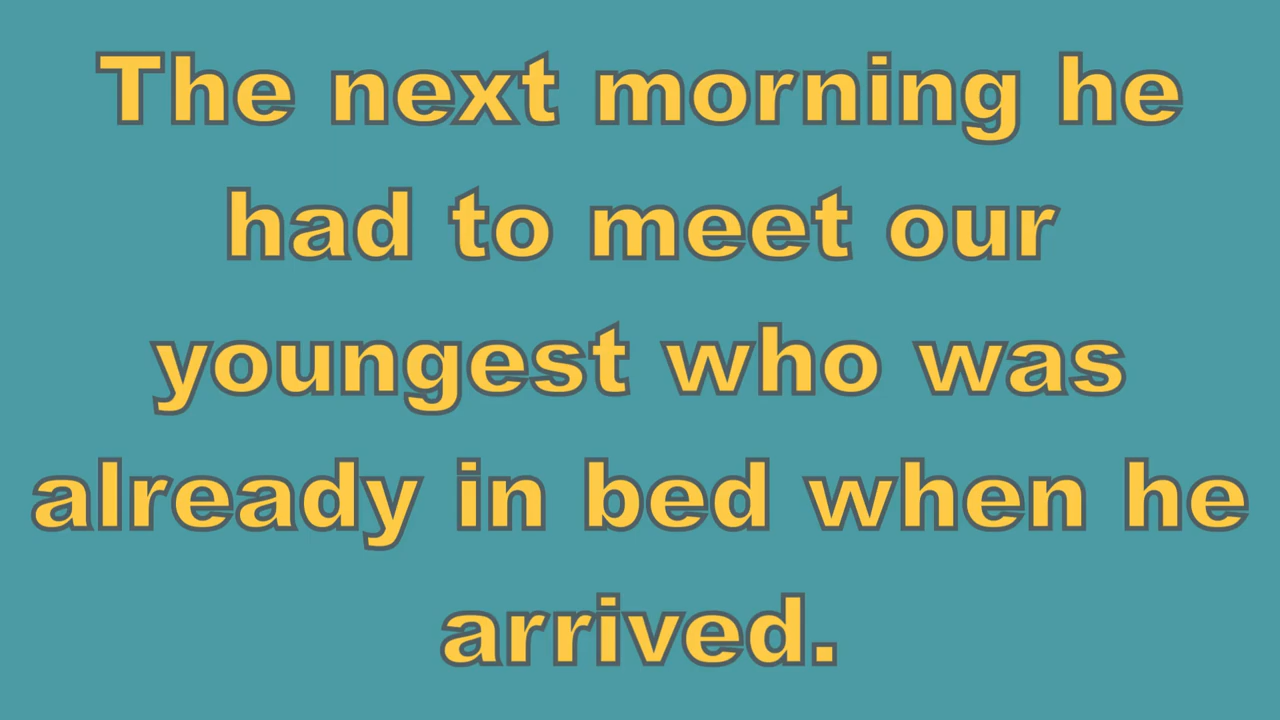 The next morning he
had to meet our
youngest who was
already in bed when he
arrived.